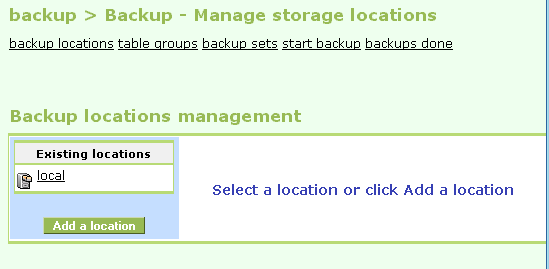 backup > Backup - Manage storage locations
backup locations table groups backup sets start backup backups done
Backup locations management
Existing locations
local
Select a location or click Add a location
Add a location